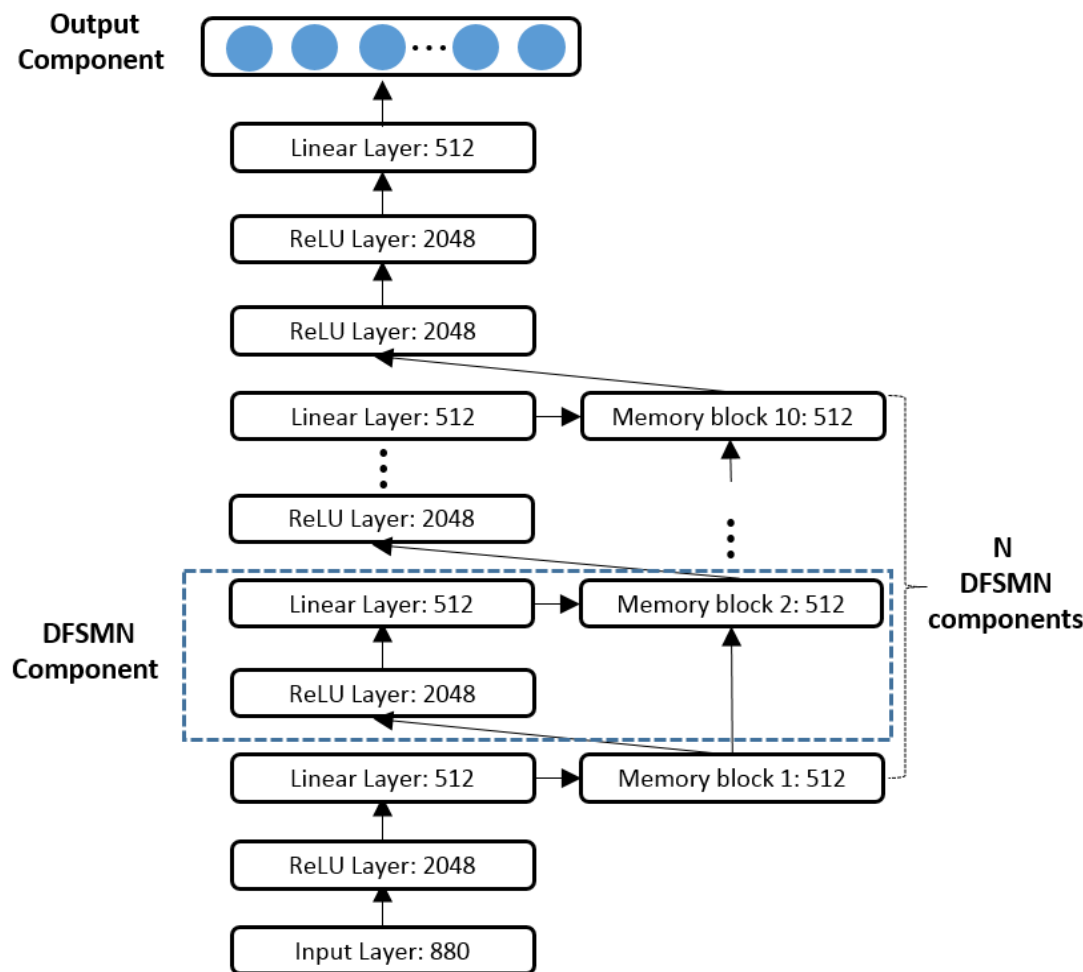 Output
Component
Linear Layer: 512
ReLU Layer: 2048
ReLU Layer: 2048
Linear Layer: 512
Memory block 10: 512
ReLU Layer: 2048
N
DFSMN
components
Linear Layer: 512
Memory block 2: 512
DFSMN
Component
ReLU Layer: 2048
Linear Layer: 512
Memory block 1: 512
ReLU Layer: 2048
Input Layer: 880